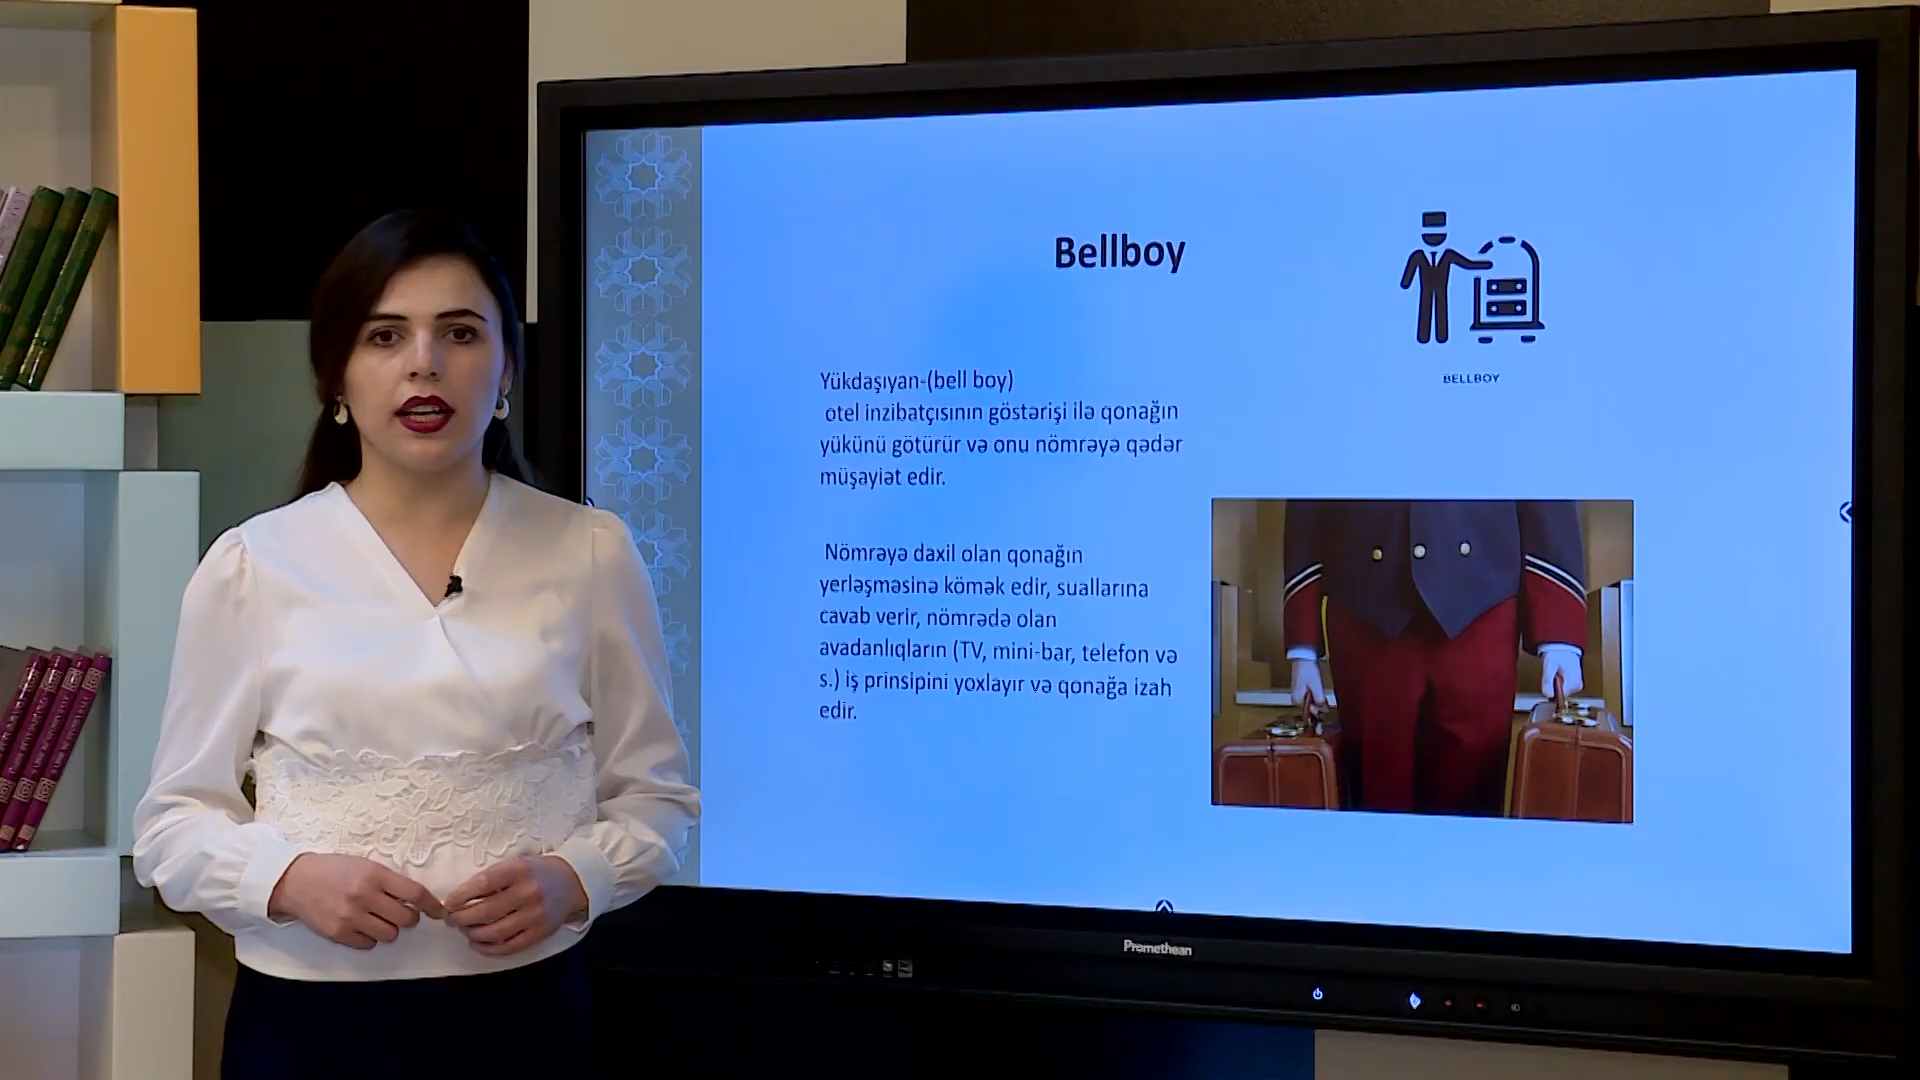 Bellboy
BELLBOY
Yükdaşıyan-(bell boy)
otel inzibatçısının göstərişi ilə qonağın
yükünü götürür və onu nömrəyə qədər
müşayiət edir.
Nömrəyə daxil olan qonağın
yerləşməsinə kömək edir, suallarına
cavab verir, nömrədə olan
avadanlıqların (TV, mini-bar, telefon və
s.) iş prinsipini yoxlayır və qonağa izah
edir.
Promethean